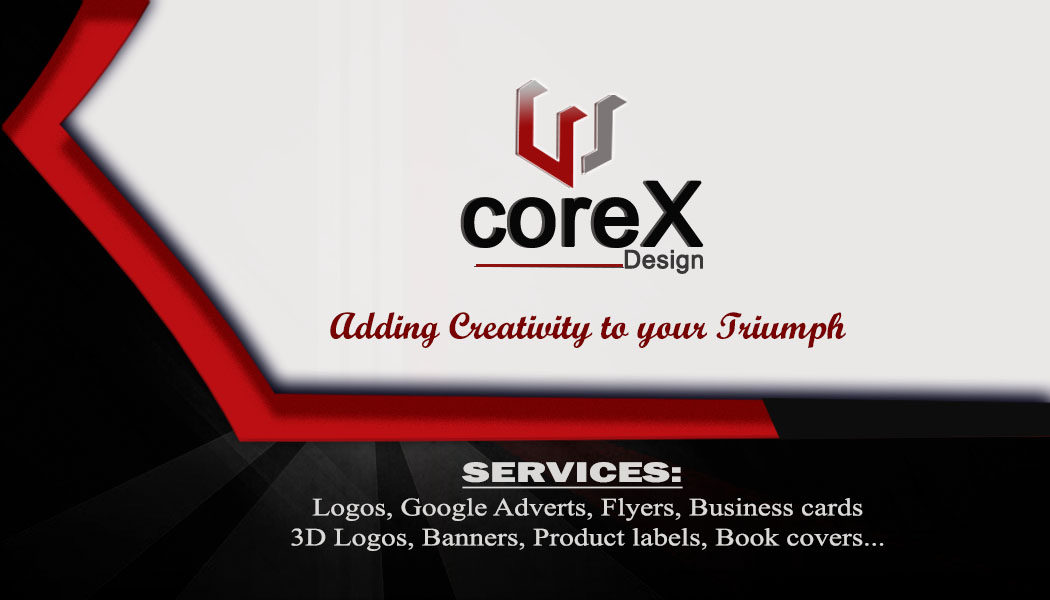 coreX
Design
Adding Creativity to your Triumph
SERVICES:
Logos, Google Adverts, Flyers, Business cards
3D Logos, Banners, Product labels, Book covers...